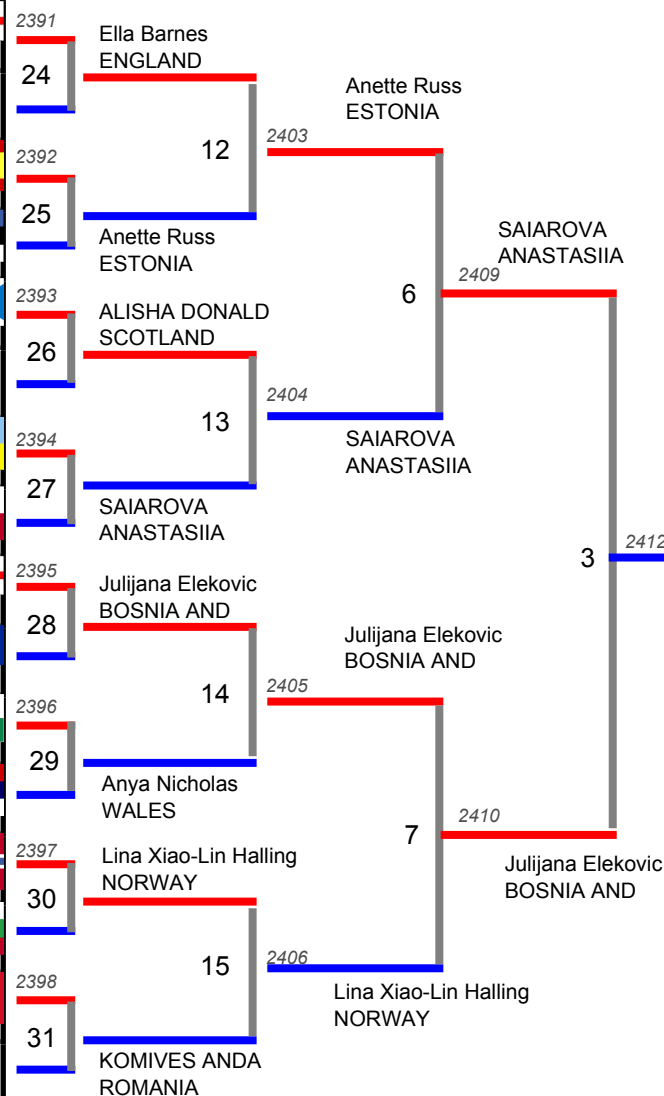 2391
Ella Barnes
ENGLAND
24
Anette Russ
ESTONIA
12
2403
2392
25
Anette Russ
ESTONIA
SAIAROVA
ANASTASIIA
2409
6
2393
ALISHA DONALD
SCOTLAND
26
2404
13
SAIAROVA
ANASTASIIA
2394
27
SAIAROVA
ANASTASIIA
2412
3
2395
Julijana Elekovic
BOSNIA AND
28
Julijana Elekovic
BOSNIA AND
14
2405
2396
29
Anya Nicholas
WALES
2410
7
Julijana Elekovic
BOSNIA AND
2397
Lina Xiao-Lin Halling
NORWAY
30
15
2406
2398
Lina Xiao-Lin Halling
NORWAY
31
KOMIVES ANDA
ROMANIA